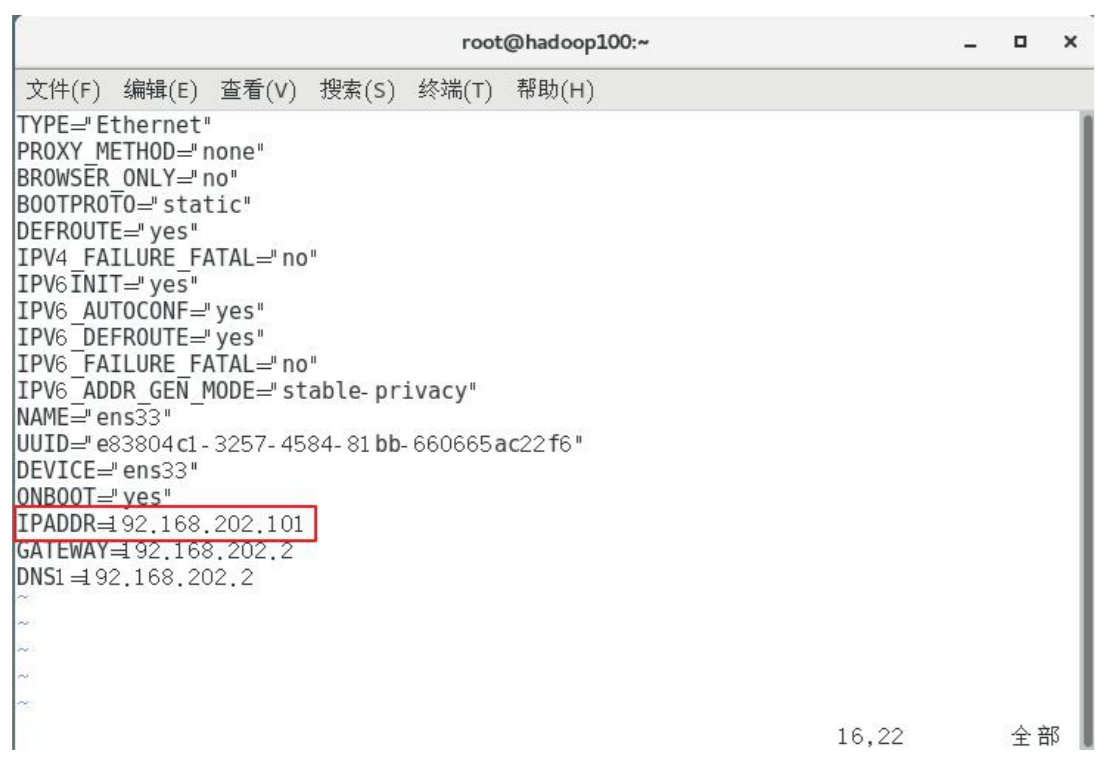 root@hadoop100:~
文件(F) 编辑(E) 查看(V) 搜索(S) 终端(T) 帮助(H)
TYPE="Ethernet"
PROXY_METHOD="none"
BROWSER_ONLY="no"
BOOTPROTO="static"
DEFROUTE="yes"
IPV4_FAILURE_FATAL="no"
IPV6INIT="yes"
IPV6_AUTOCONF="yes"
IPV6_DEFROUTE="yes"
IPV6_FAILURE_FATAL="no"
IPV6_ADDR_GEN_MODE="stable-privacy"
NAME="ens33"
UUID="e83804c1-3257-4584-81bb-660665ac22f6"
DEVICE="ens33"
ONBOOT="yes"
IPADDR=192.168.202.101
GATEWAY=192.168.202.2
DNS1=192.168.202.2
~
~
~
~
~
16,22 全部